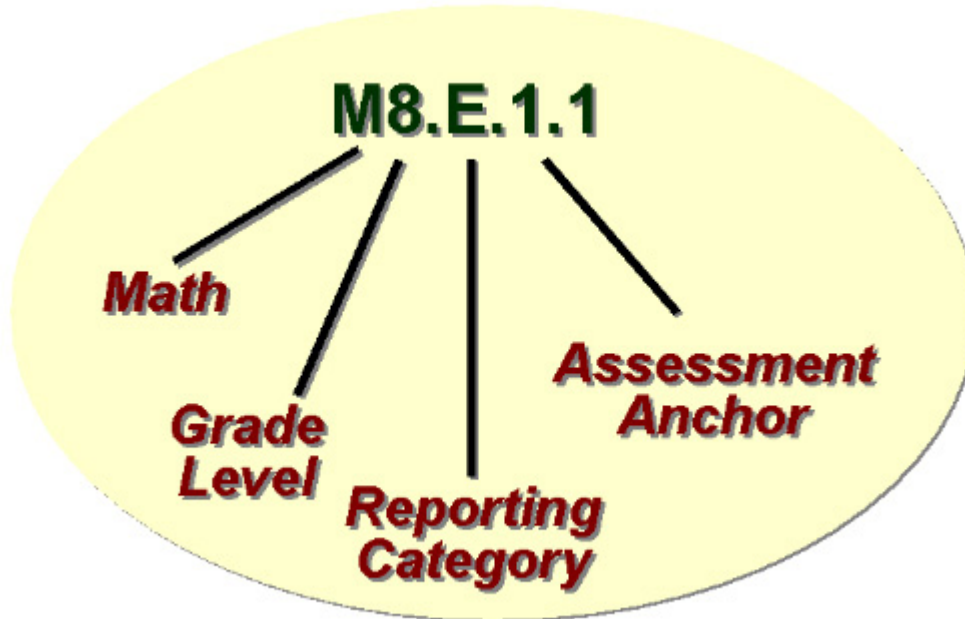 M8.E.1.1
Math
Grade
Level
Reporting
Category
Assessment
Anchor